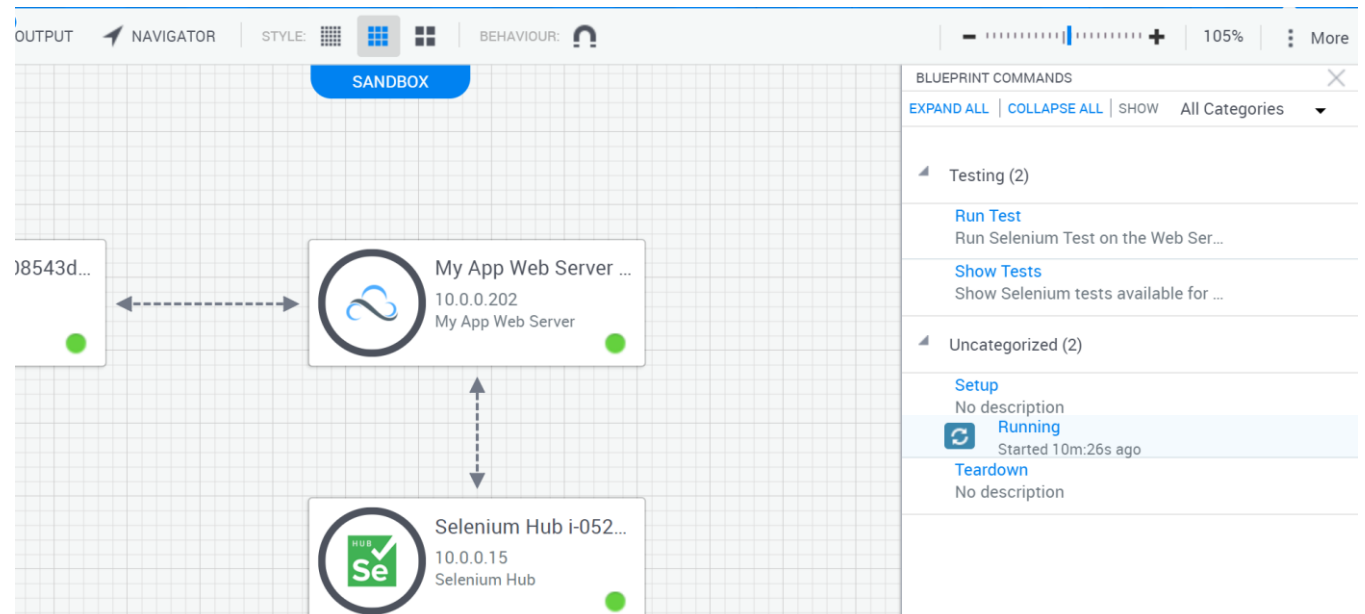 OUTPUT
NAVIGATOR
STYLE:
BEHAVIOUR:
105%
More
SANDBOX
BLUEPRINT COMMANDS
EXPAND ALL
COLLAPSE ALL
SHOW
All Categories
Testing (2)
Run Test
Run Selenium Test on the Web Ser...
Show Tests
Show Selenium tests available for ...
Uncategorized (2)
Setup
No description
Running
Started 10m:26s ago
Teardown
No description
08543d...
My App Web Server ...
10.0.0.202
My App Web Server
HUB
Se
Selenium Hub i-052...
10.0.0.15
Selenium Hub